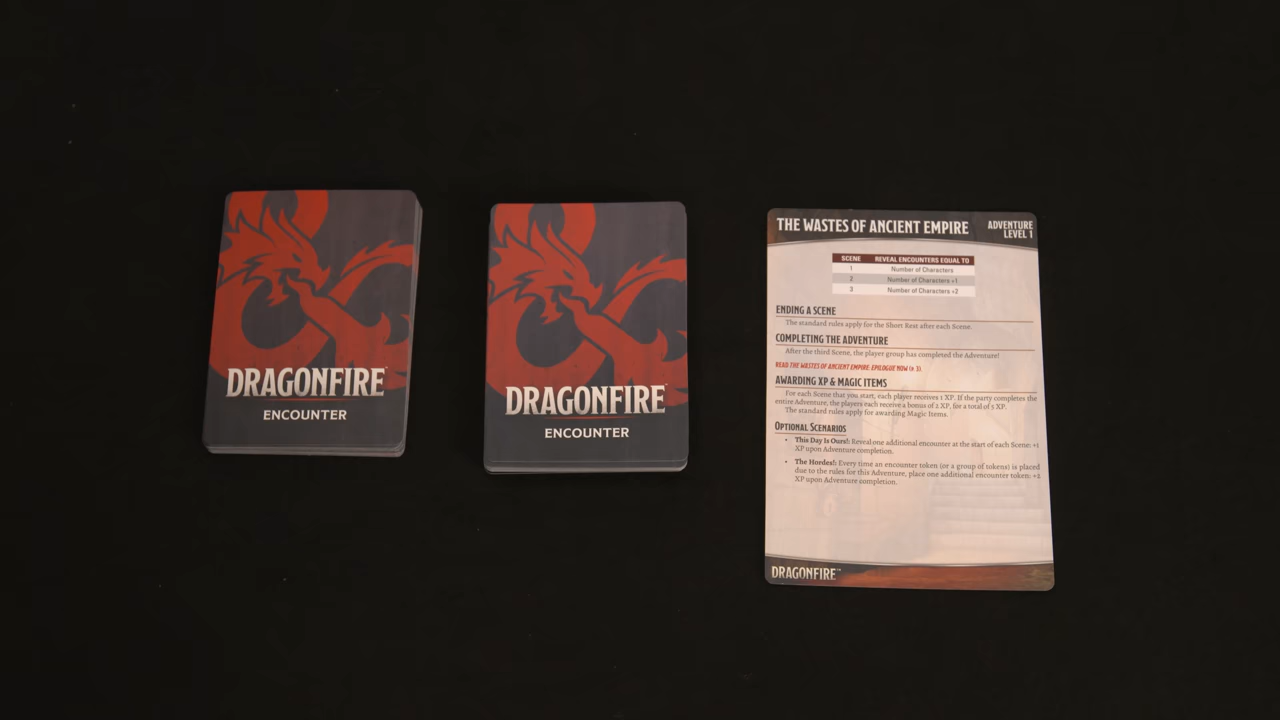 DRAGONFIRE™
ENCOUNTER
DRAGONFIRE™
ENCOUNTER
THE WASTES OF ANCIENT EMPIRE
ADVENTURE
LEVEL 1
SCENE REVEAL ENCOUNTERS EQUAL TO
1 Number of Characters
2 Number of Characters +1
3 Number of Characters +2
ENDING A SCENE
The standard rules apply for the Short Rest after each Scene.
COMPLETING THE ADVENTURE
After the third Scene, the player group has completed the Adventure!
READ THE WASTES OF ANCIENT EMPIRE: EPILOGUE NOW (p. 3).
AWARDING XP & MAGIC ITEMS
For each Scene that you start, each player receives 1 XP. If the party completes the
entire Adventure, the players each receive a bonus of 2 XP, for a total of 5 XP.
The standard rules apply for awarding Magic Items.
OPTIONAL SCENARIOS
• This Day Is Ours!: Reveal one additional encounter at the start of each Scene: +1
XP upon Adventure completion.
• The Hordes!: Every time an encounter token (or a group of tokens) is placed
due to the rules for this Adventure, place one additional encounter token: +2
XP upon Adventure completion.
DRAGONFIRE™